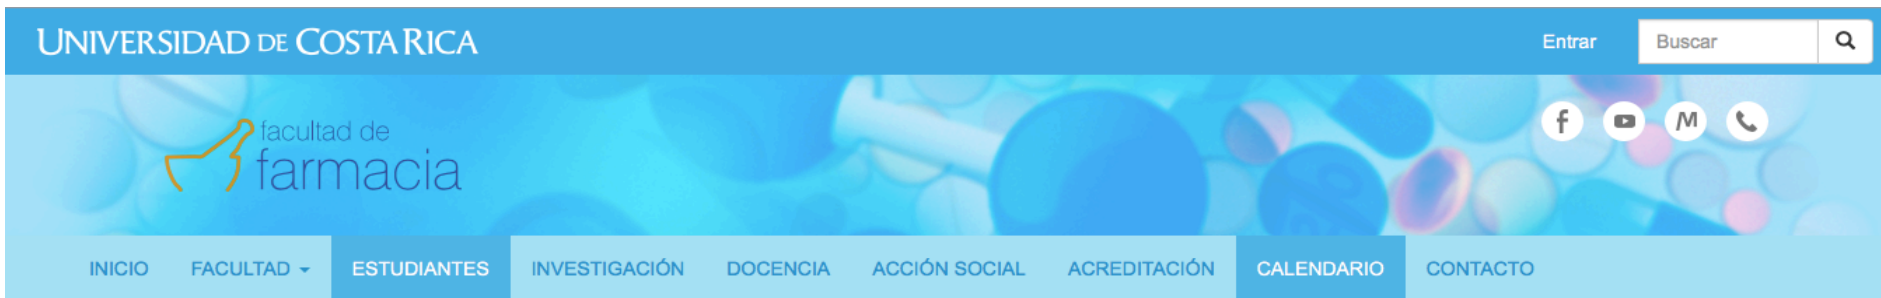 UNIVERSIDAD DE COSTA RICA
Entrar
Buscar
facultad de
farmacia
INICIO FACULTAD ESTUDIANTES INVESTIGACIÓN DOCENCIA ACCIÓN SOCIAL ACREDITACIÓN CALENDARIO CONTACTO